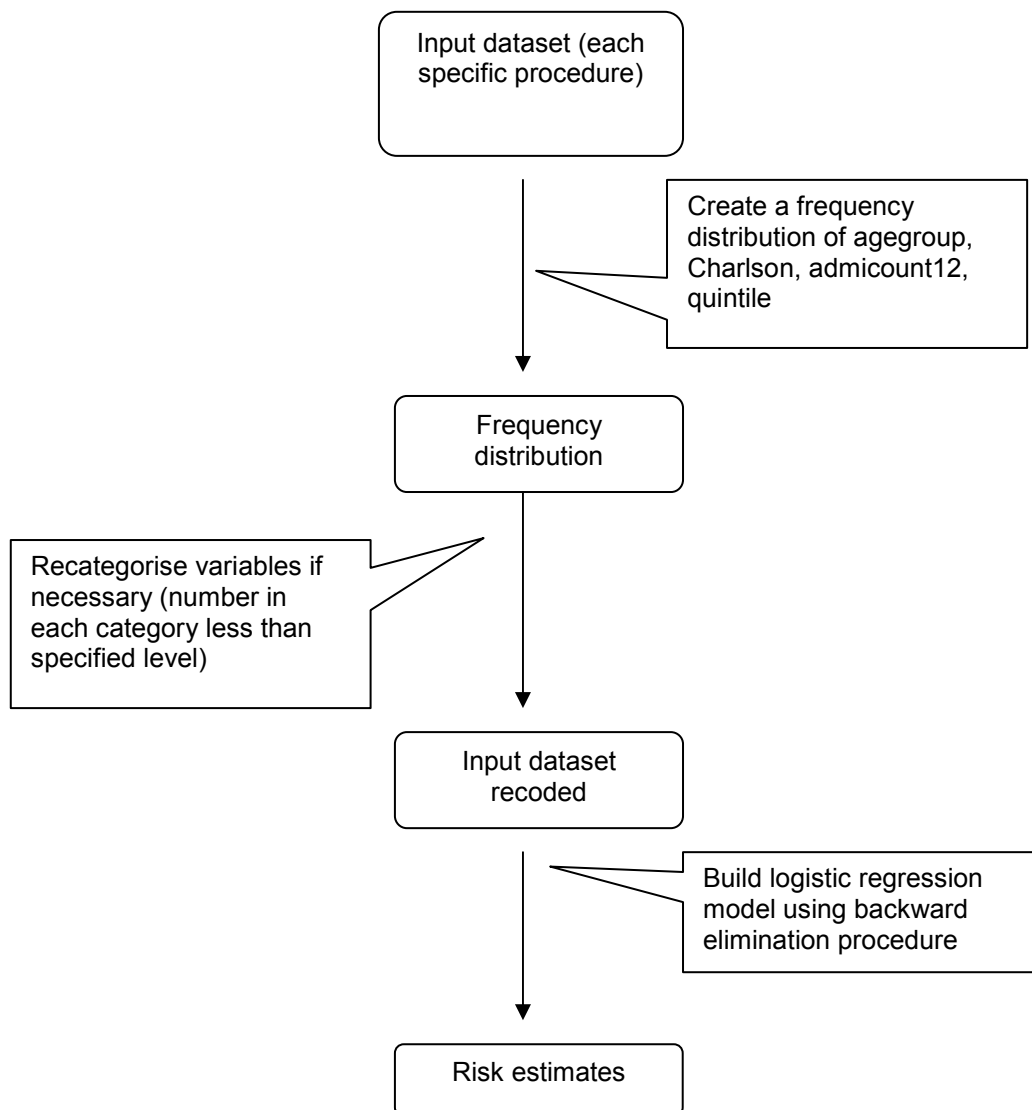 Input dataset (each
specific procedure)
Create a frequency
distribution of agegroup,
Charlson, admicount12,
quintile
Frequency
distribution
Recategorise variables if
necessary (number in
each category less than
specified level)
Input dataset
recoded
Build logistic regression
model using backward
elimination procedure
Risk estimates